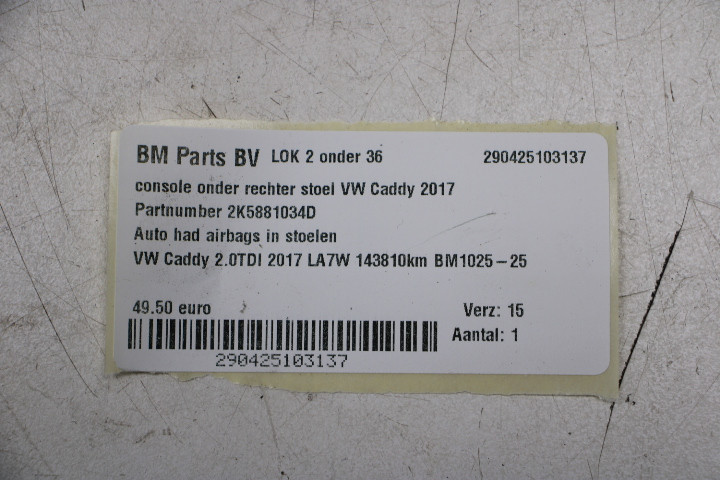 BM Parts BV LOK 2 onder 36 290425103137
console onder rechter stoel VW Caddy 2017
Partnumber 2K5881034D
Auto had airbags in stoelen
VW Caddy 2.0TDI 2017 LA7W 143810km BM1025-25
49.50 euro Verz: 15
Aantal: 1
290425103137